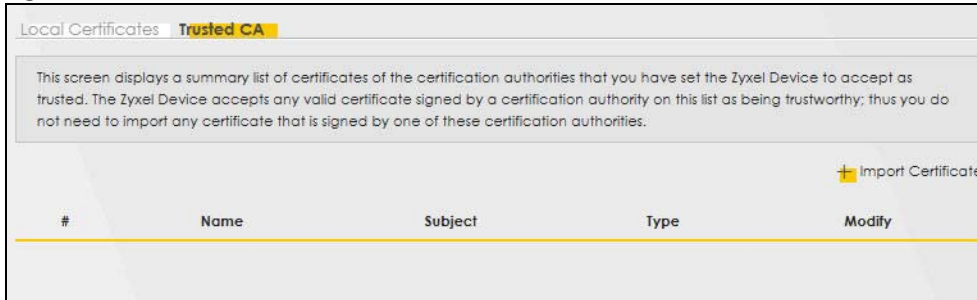 Local Certificates Trusted CA
This screen displays a summary list of certificates of the certification authorities that you have set the Zyxel Device to accept as
trusted. The Zyxel Device accepts any valid certificate signed by a certification authority on this list as being trustworthy; thus you do
not need to import any certificate that is signed by one of these certification authorities.
+ Import Certificate
# Name Subject Type Modify